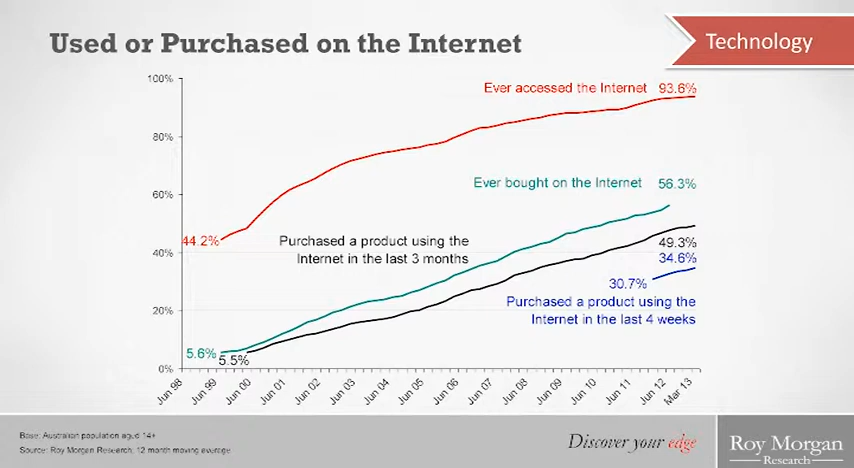 Used or Purchased on the Internet
Technology
100%
80%
60%
40%
20%
0%
Ever accessed the Internet 93.6%
Ever bought on the Internet 56.3%
44.2%
Purchased a product using the
Internet in the last 3 months
49.3%
34.6%
30.7%
Purchased a product using the
Internet in the last 4 weeks
5.6%
5.5%
Jun 98
Jun 99
Jun 00
Jun 01
Jun 02
Jun 03
Jun 04
Jun 05
Jun 06
Jun 07
Jun 08
Jun 09
Jun 10
Jun 11
Jun 12
Mar 13
Base: Australian population aged 14+
Source: Roy Morgan Research, 12 month moving average
Discover your edge
Roy Morgan
Research